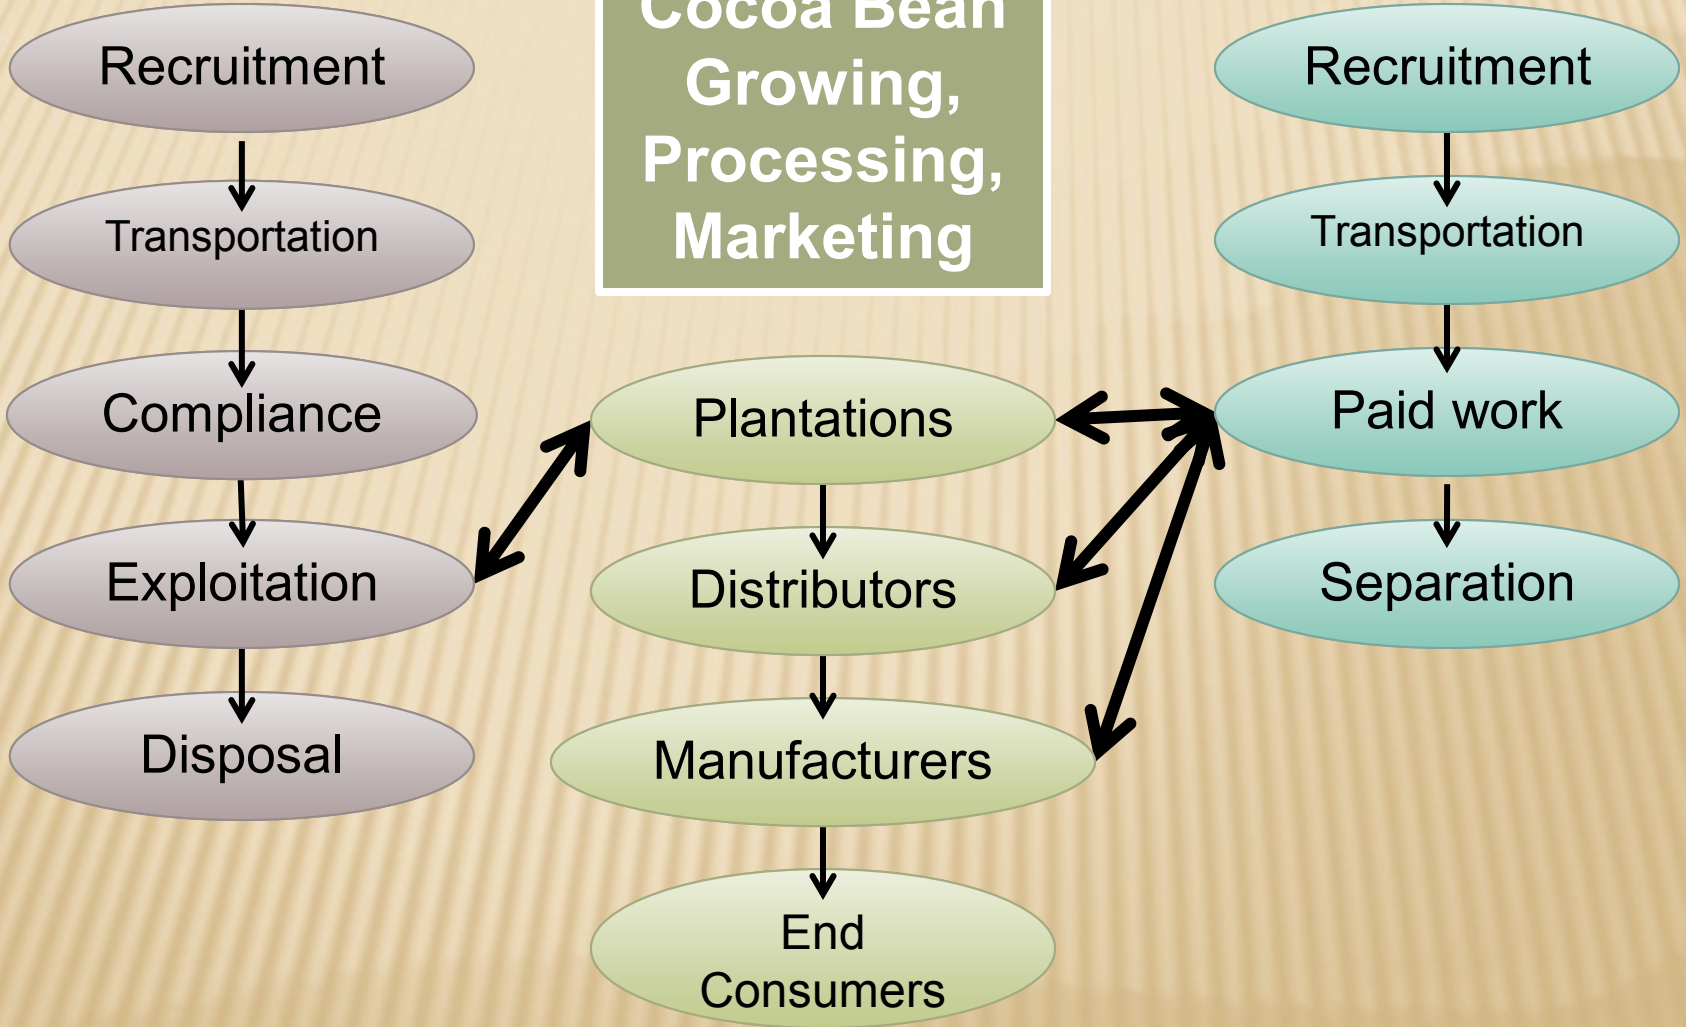 Cocoa Bean
Growing,
Processing,
Marketing
Recruitment
Transportation
Compliance
Exploitation
Disposal
Plantations
Distributors
Manufacturers
End
Consumers
Recruitment
Transportation
Paid work
Separation